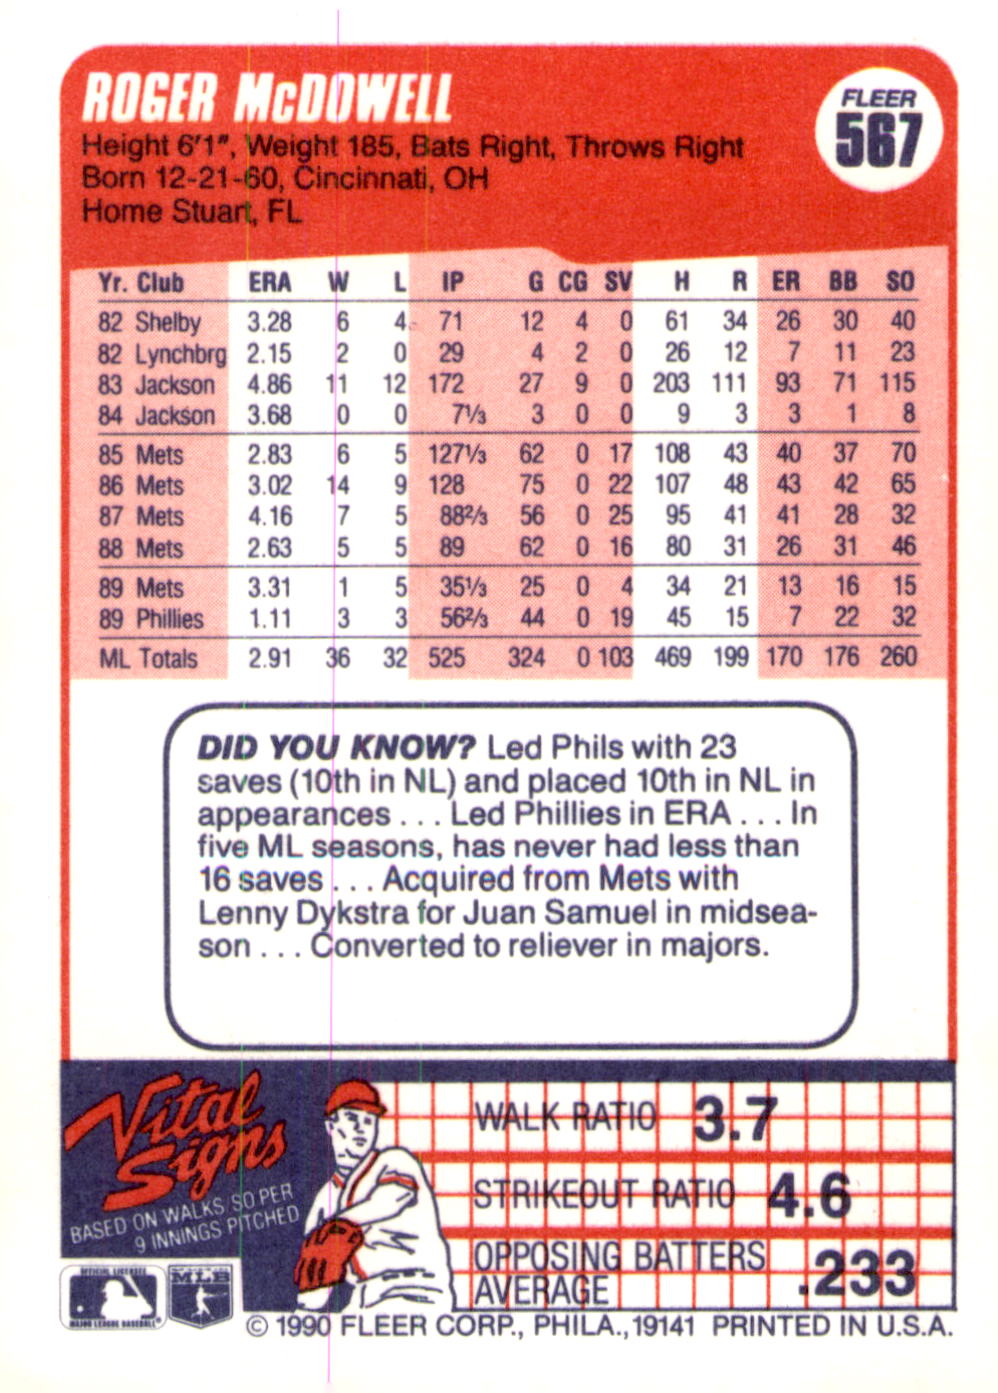 ROGER McDOWELL
FLEER
567
Height 6'1", Weight 185, Bats Right, Throws Right
Born 12-21-60, Cincinnati, OH
Home Stuart, FL
Yr. Club ERA W L IP G CG SV H R ER BB SO
82 Shelby 3.28 6 4 71 12 4 0 61 34 26 30 40
82 Lynchbrg 2.15 2 0 29 4 2 0 26 12 7 11 23
83 Jackson 4.86 11 12 172 27 9 0 203 111 93 71 115
84 Jackson 3.68 0 0 7⅓ 3 0 0 9 3 3 1 8
85 Mets 2.83 6 5 127⅓ 62 0 17 108 43 40 37 70
86 Mets 3.02 14 9 128 75 0 22 107 48 43 42 65
87 Mets 4.16 7 5 88⅔ 56 0 25 95 41 41 28 32
88 Mets 2.63 5 5 89 62 0 16 80 31 26 31 46
89 Mets 3.31 1 5 35⅓ 25 0 4 34 21 13 16 15
89 Phillies 1.11 3 3 56⅔ 44 0 19 45 15 7 22 32
ML Totals 2.91 36 32 525 324 0 103 469 199 170 176 260
DID YOU KNOW? Led Phils with 23
saves (10th in NL) and placed 10th in NL in
appearances . . . Led Phillies in ERA . . . In
five ML seasons, has never had less than
16 saves . . . Acquired from Mets with
Lenny Dykstra for Juan Samuel in midsea-
son . . . Converted to reliever in majors.
Vital
Signs
BASED ON WALKS SO PER
9 INNINGS PITCHED
WALK RATIO 3.7
STRIKEOUT RATIO 4.6
OPPOSING BATTERS
AVERAGE .233
OFFICIAL LICENSEE
MAJOR LEAGUE BASEBALL
MLB
© 1990 FLEER CORP., PHILA., 19141 PRINTED IN U.S.A.